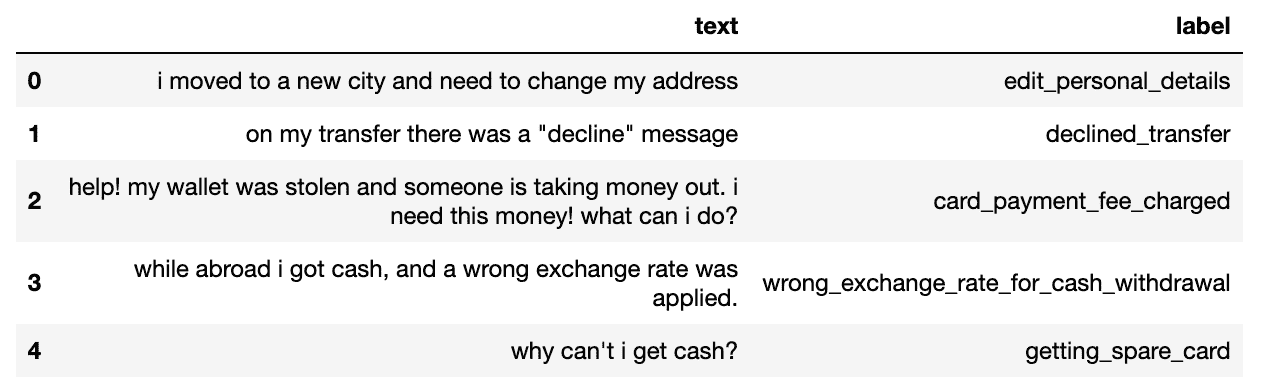 text label
0 i moved to a new city and need to change my address edit_personal_details
1 on my transfer there was a "decline" message declined_transfer
help! my wallet was stolen and someone is taking money out. i
2 need this money! what can i do? card_payment_fee_charged
while abroad i got cash, and a wrong exchange rate was
3 applied. wrong_exchange_rate_for_cash_withdrawal
4 why can't i get cash? getting_spare_card